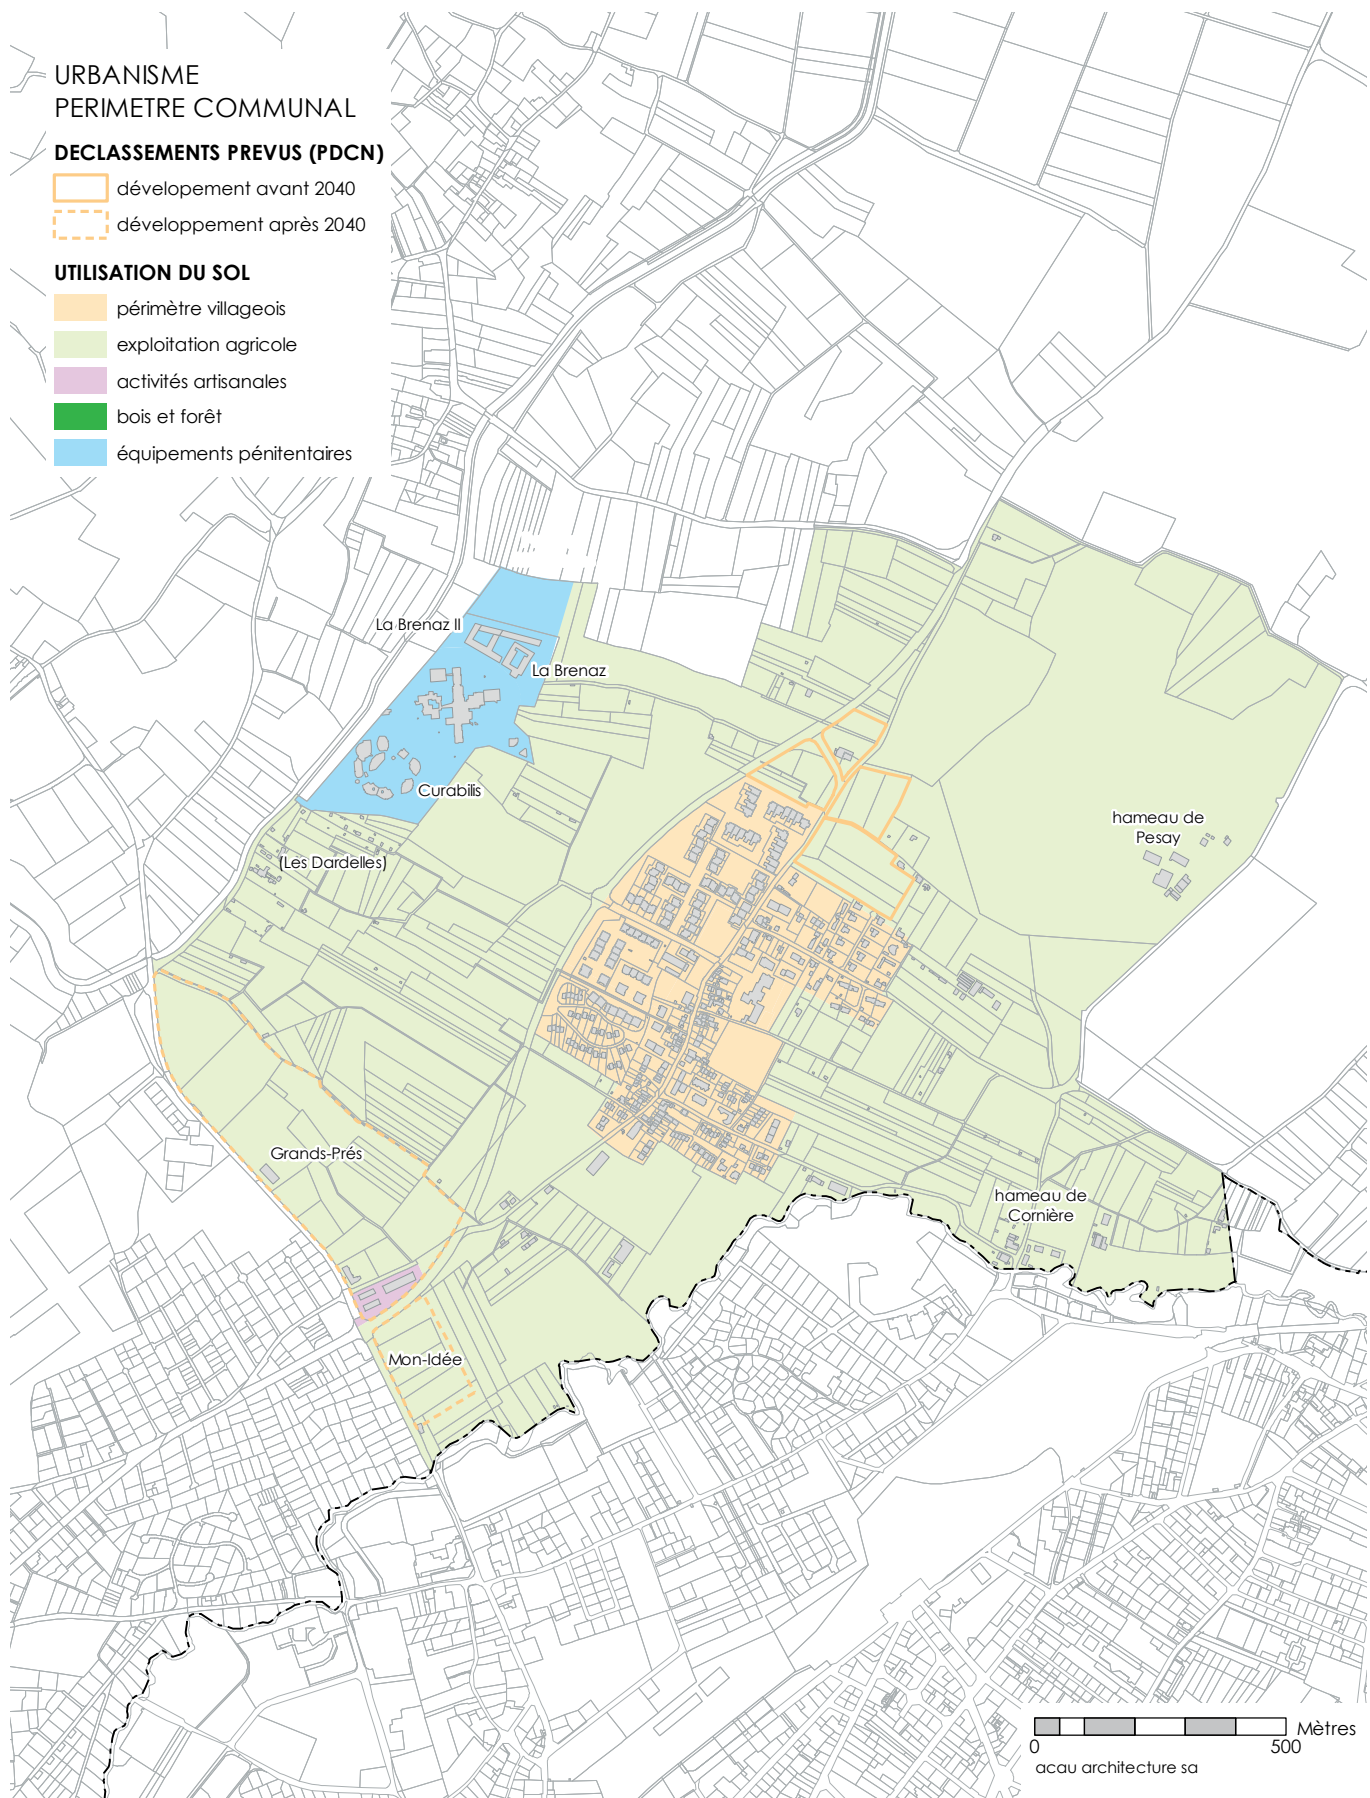 URBANISME
PERIMETRE COMMUNAL
DECLASSEMENTS PREVUS (PDCN)
dévelopement avant 2040
développement après 2040
UTILISATION DU SOL
périmètre villageois
exploitation agricole
activités artisanales
bois et forêt
équipements pénitentaires
La Brenaz II
La Brenaz
Curabilis
(Les Dardelles)
hameau de
Pesay
Grands-Prés
hameau de
Cornière
Mon-Idée
Mètres
0 500
acau architecture sa